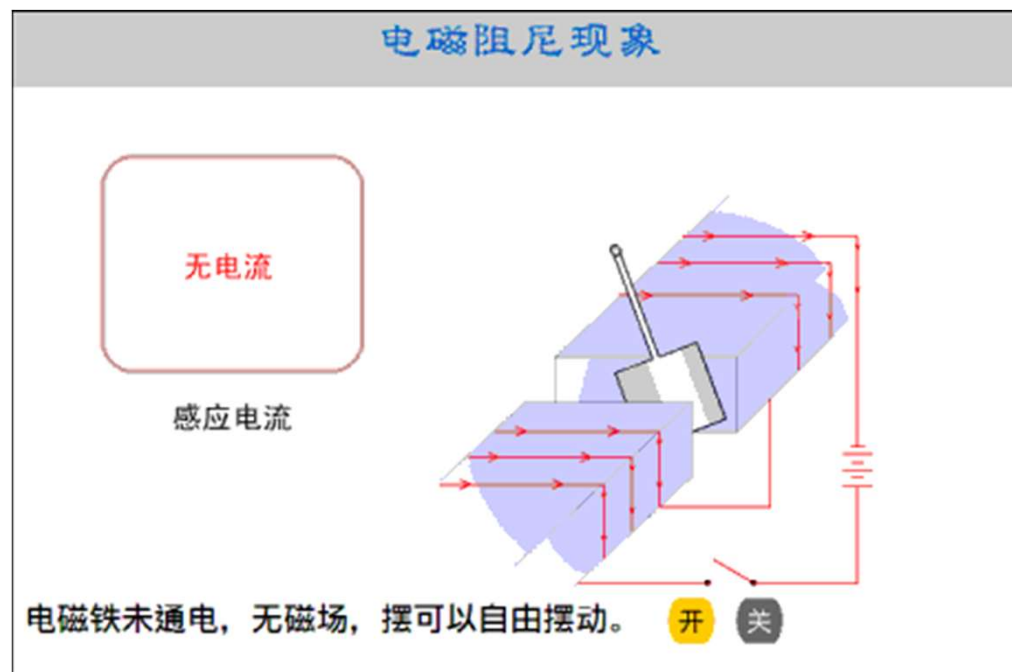 电磁阻尼现象
无电流
感应电流
电磁铁未通电，无磁场，摆可以自由摆动。
开
关